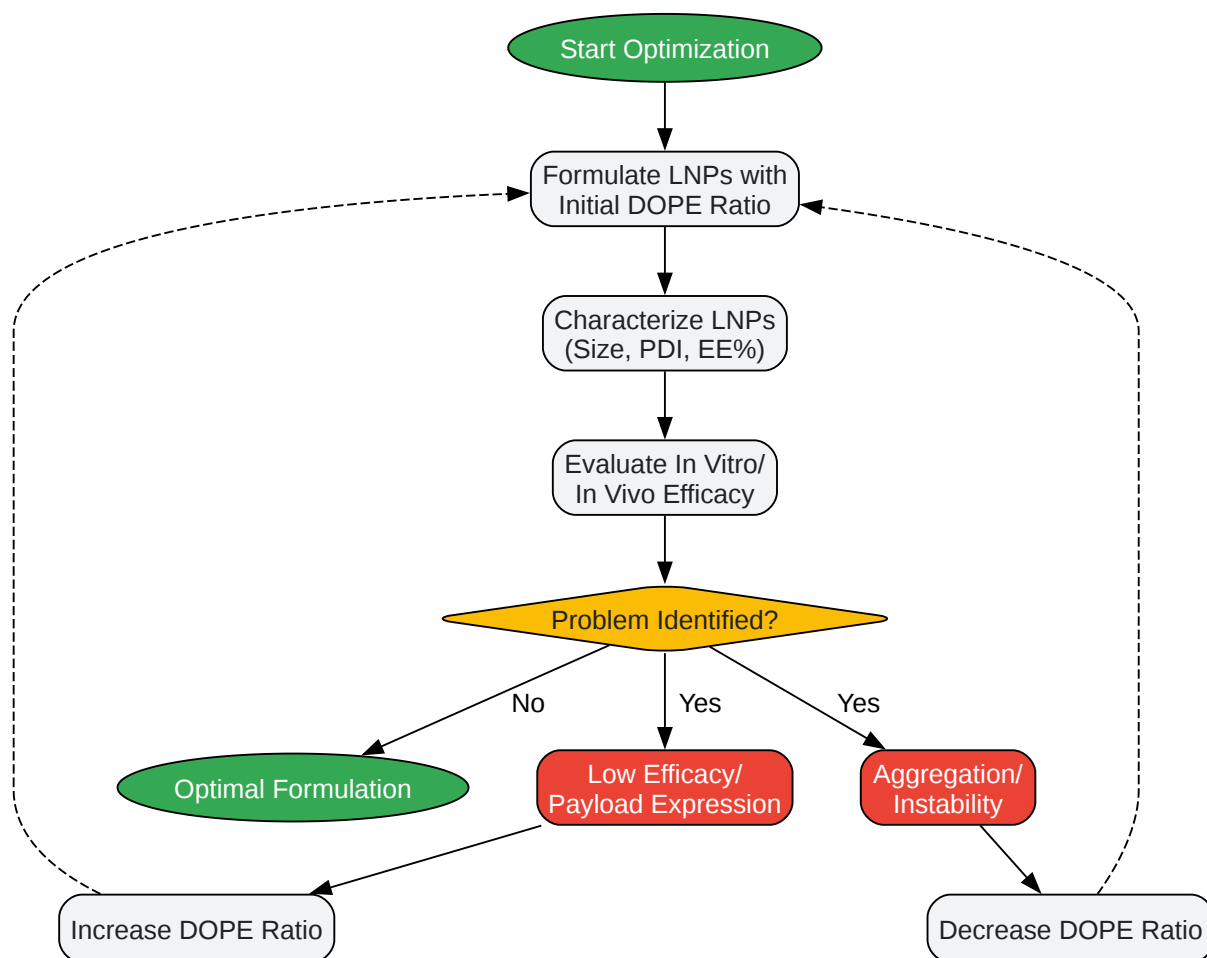 Start Optimization
Formulate LNPs with
Initial DOPE Ratio
Characterize LNPs
(Size, PDI, EE%)
Evaluate In Vitro/
In Vivo Efficacy
Problem Identified?
No
Yes
Yes
Optimal Formulation
Low Efficacy/
Payload Expression
Aggregation/
Instability
Increase DOPE Ratio
Decrease DOPE Ratio